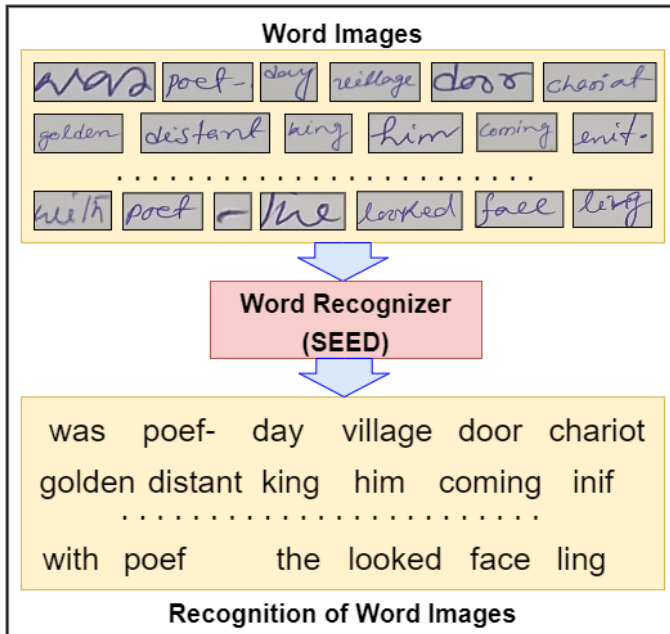 Word Images
was poet- day village door chariat
golden distant king him coming enit.
. . . . . . . . . . . . . . . . . . . . . . . . .
with poet - the looked face ling
Word Recognizer
(SEED)
was poef- day village door chariot
golden distant king him coming inif
. . . . . . . . . . . . . . . . . . . . . . . . .
with poef the looked face ling
Recognition of Word Images